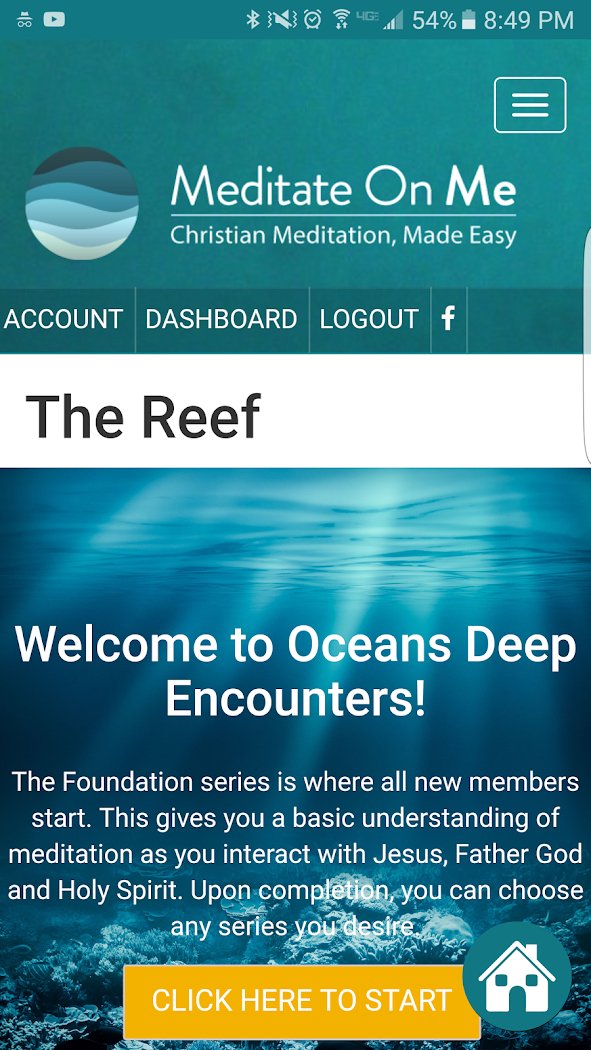 4G 54% 8:49 PM
Meditate On Me
Christian Meditation, Made Easy
ACCOUNT DASHBOARD LOGOUT f
The Reef
Welcome to Oceans Deep
Encounters!
The Foundation series is where all new members
start. This gives you a basic understanding of
meditation as you interact with Jesus, Father God
and Holy Spirit. Upon completion, you can choose
any series you desire.
CLICK HERE TO START